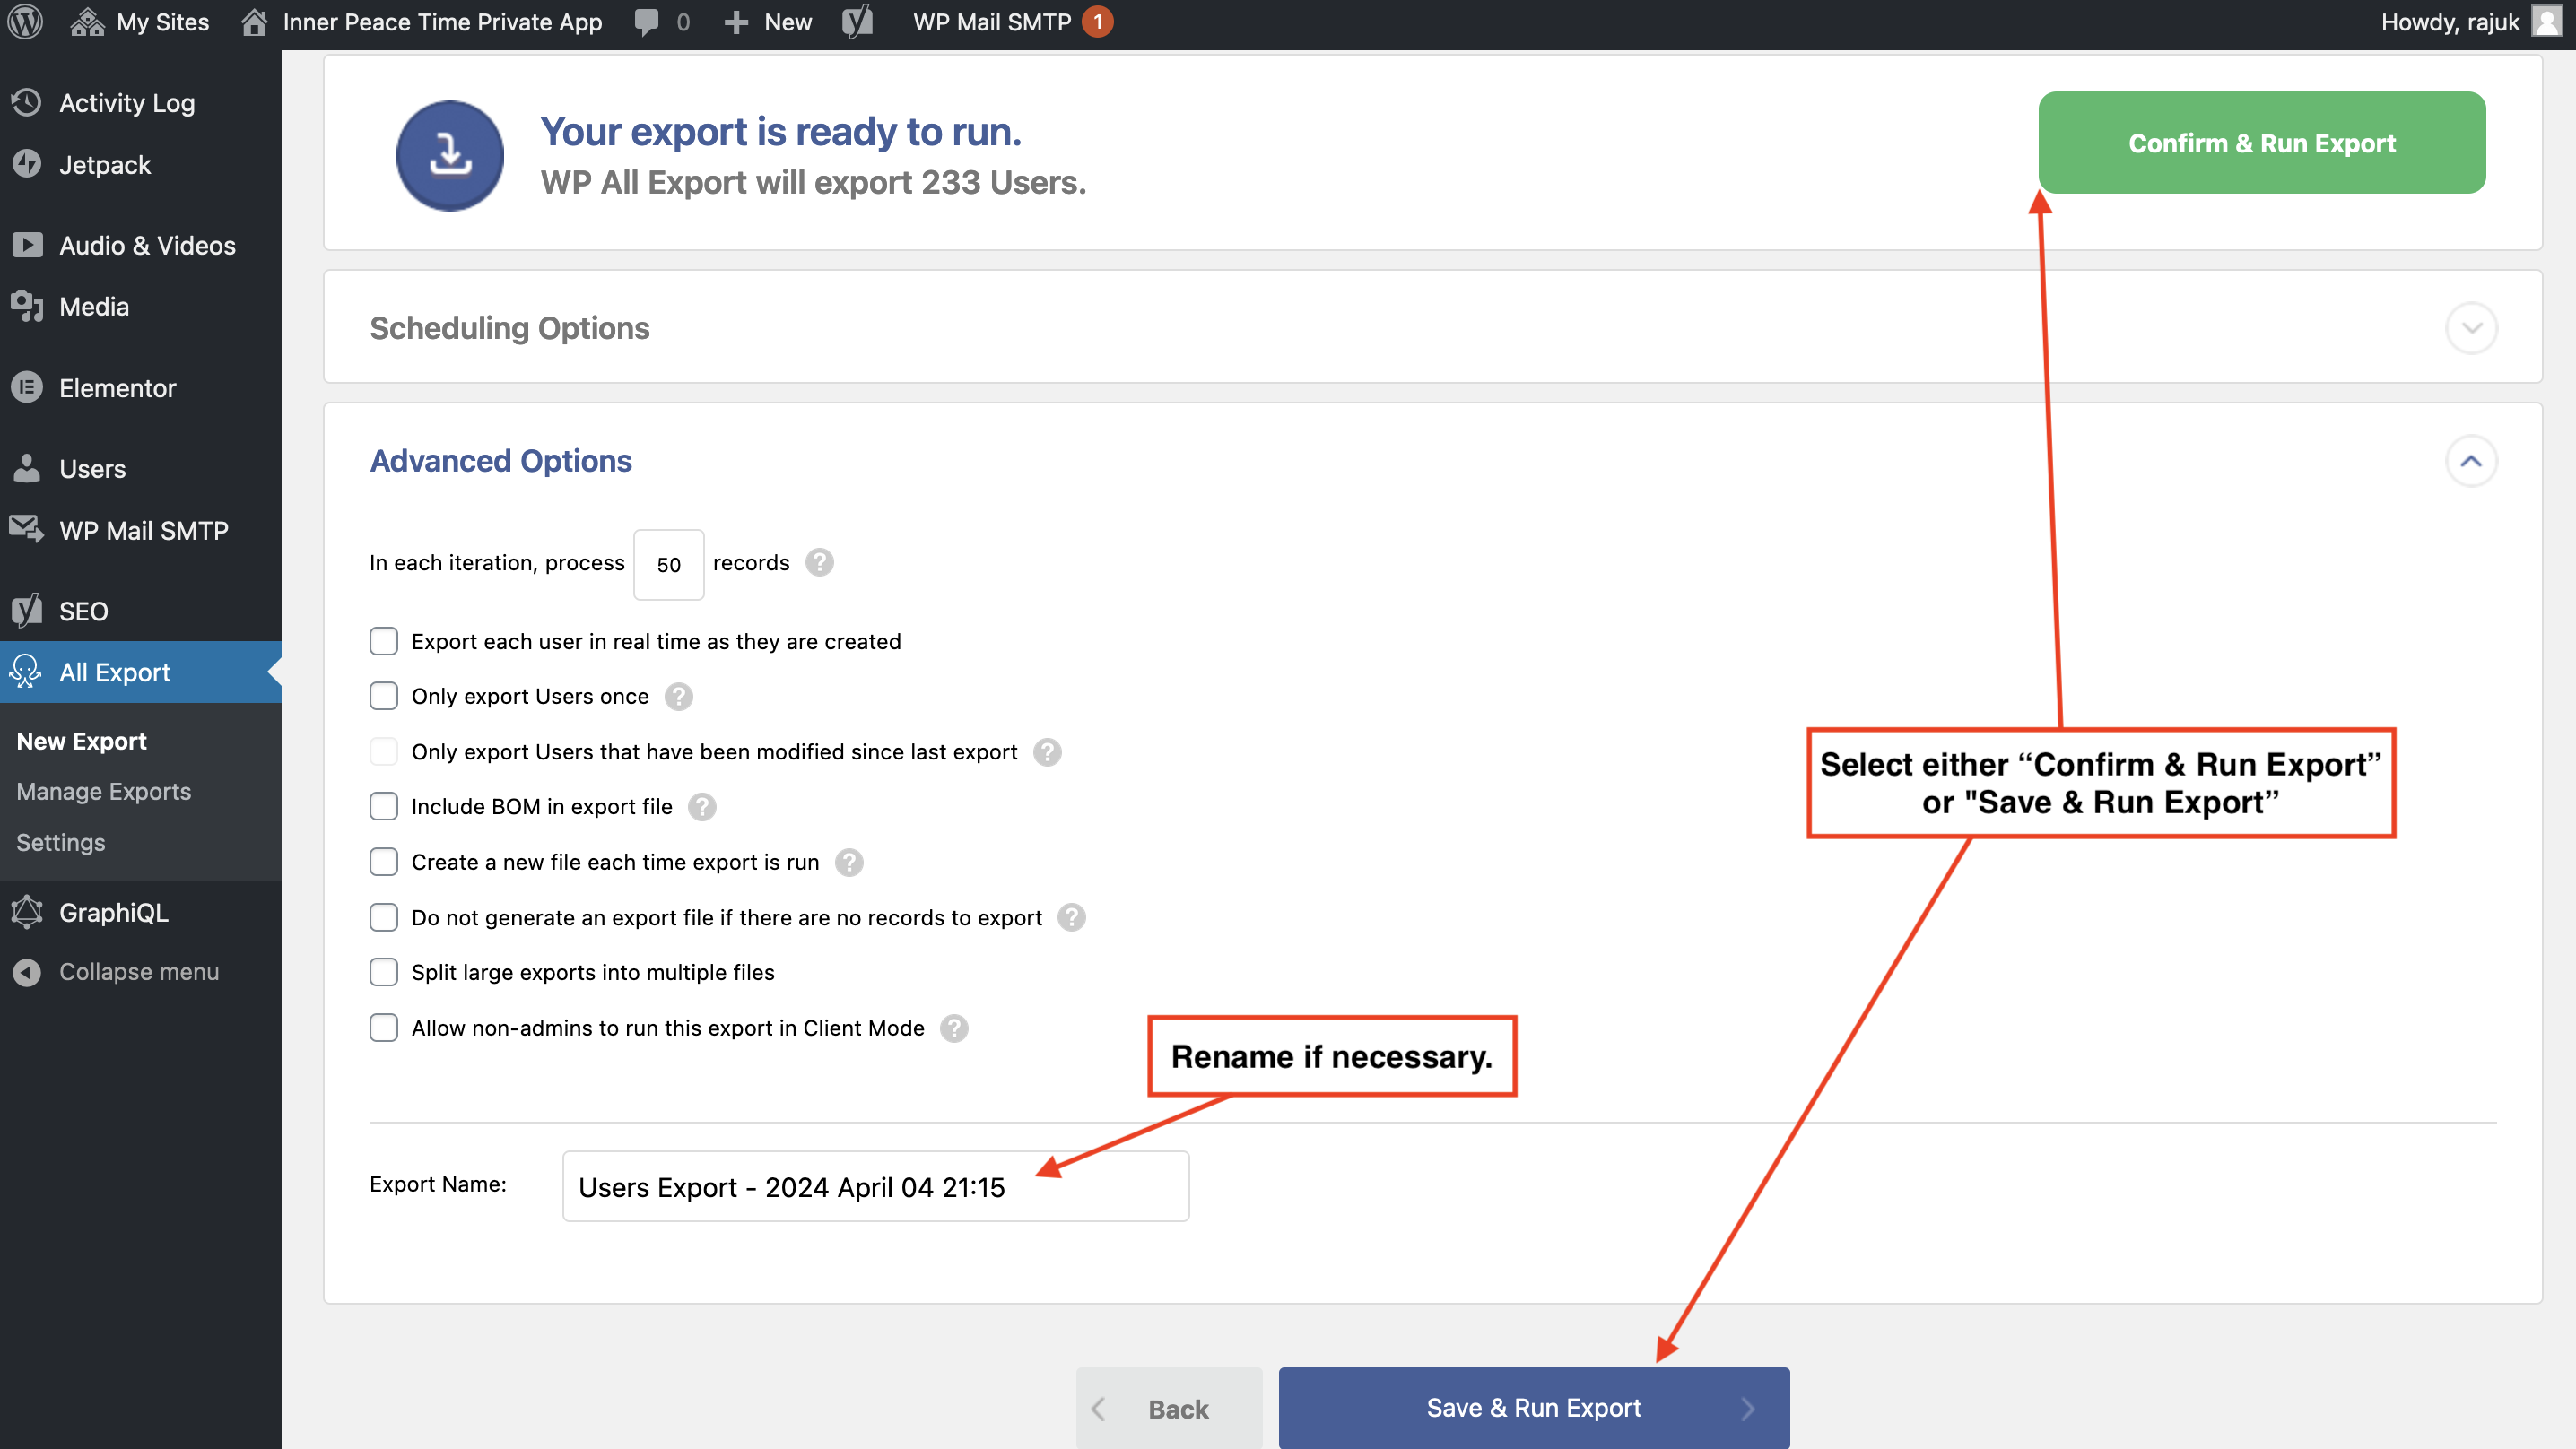 My Sites
Inner Peace Time Private App
0
New
WP Mail SMTP 1
Howdy, rajuk
Activity Log
Jetpack
Audio & Videos
Media
Elementor
Users
WP Mail SMTP
SEO
All Export
New Export
Manage Exports
Settings
GraphiQL
Collapse menu
Your export is ready to run.
WP All Export will export 233 Users.
Confirm & Run Export
Scheduling Options
Advanced Options
In each iteration, process 50 records ?
Export each user in real time as they are created
Only export Users once ?
Only export Users that have been modified since last export ?
Include BOM in export file ?
Create a new file each time export is run ?
Do not generate an export file if there are no records to export ?
Split large exports into multiple files
Allow non-admins to run this export in Client Mode ?
Select either “Confirm & Run Export”
or "Save & Run Export”
Rename if necessary.
Export Name: Users Export - 2024 April 04 21:15
Back
Save & Run Export